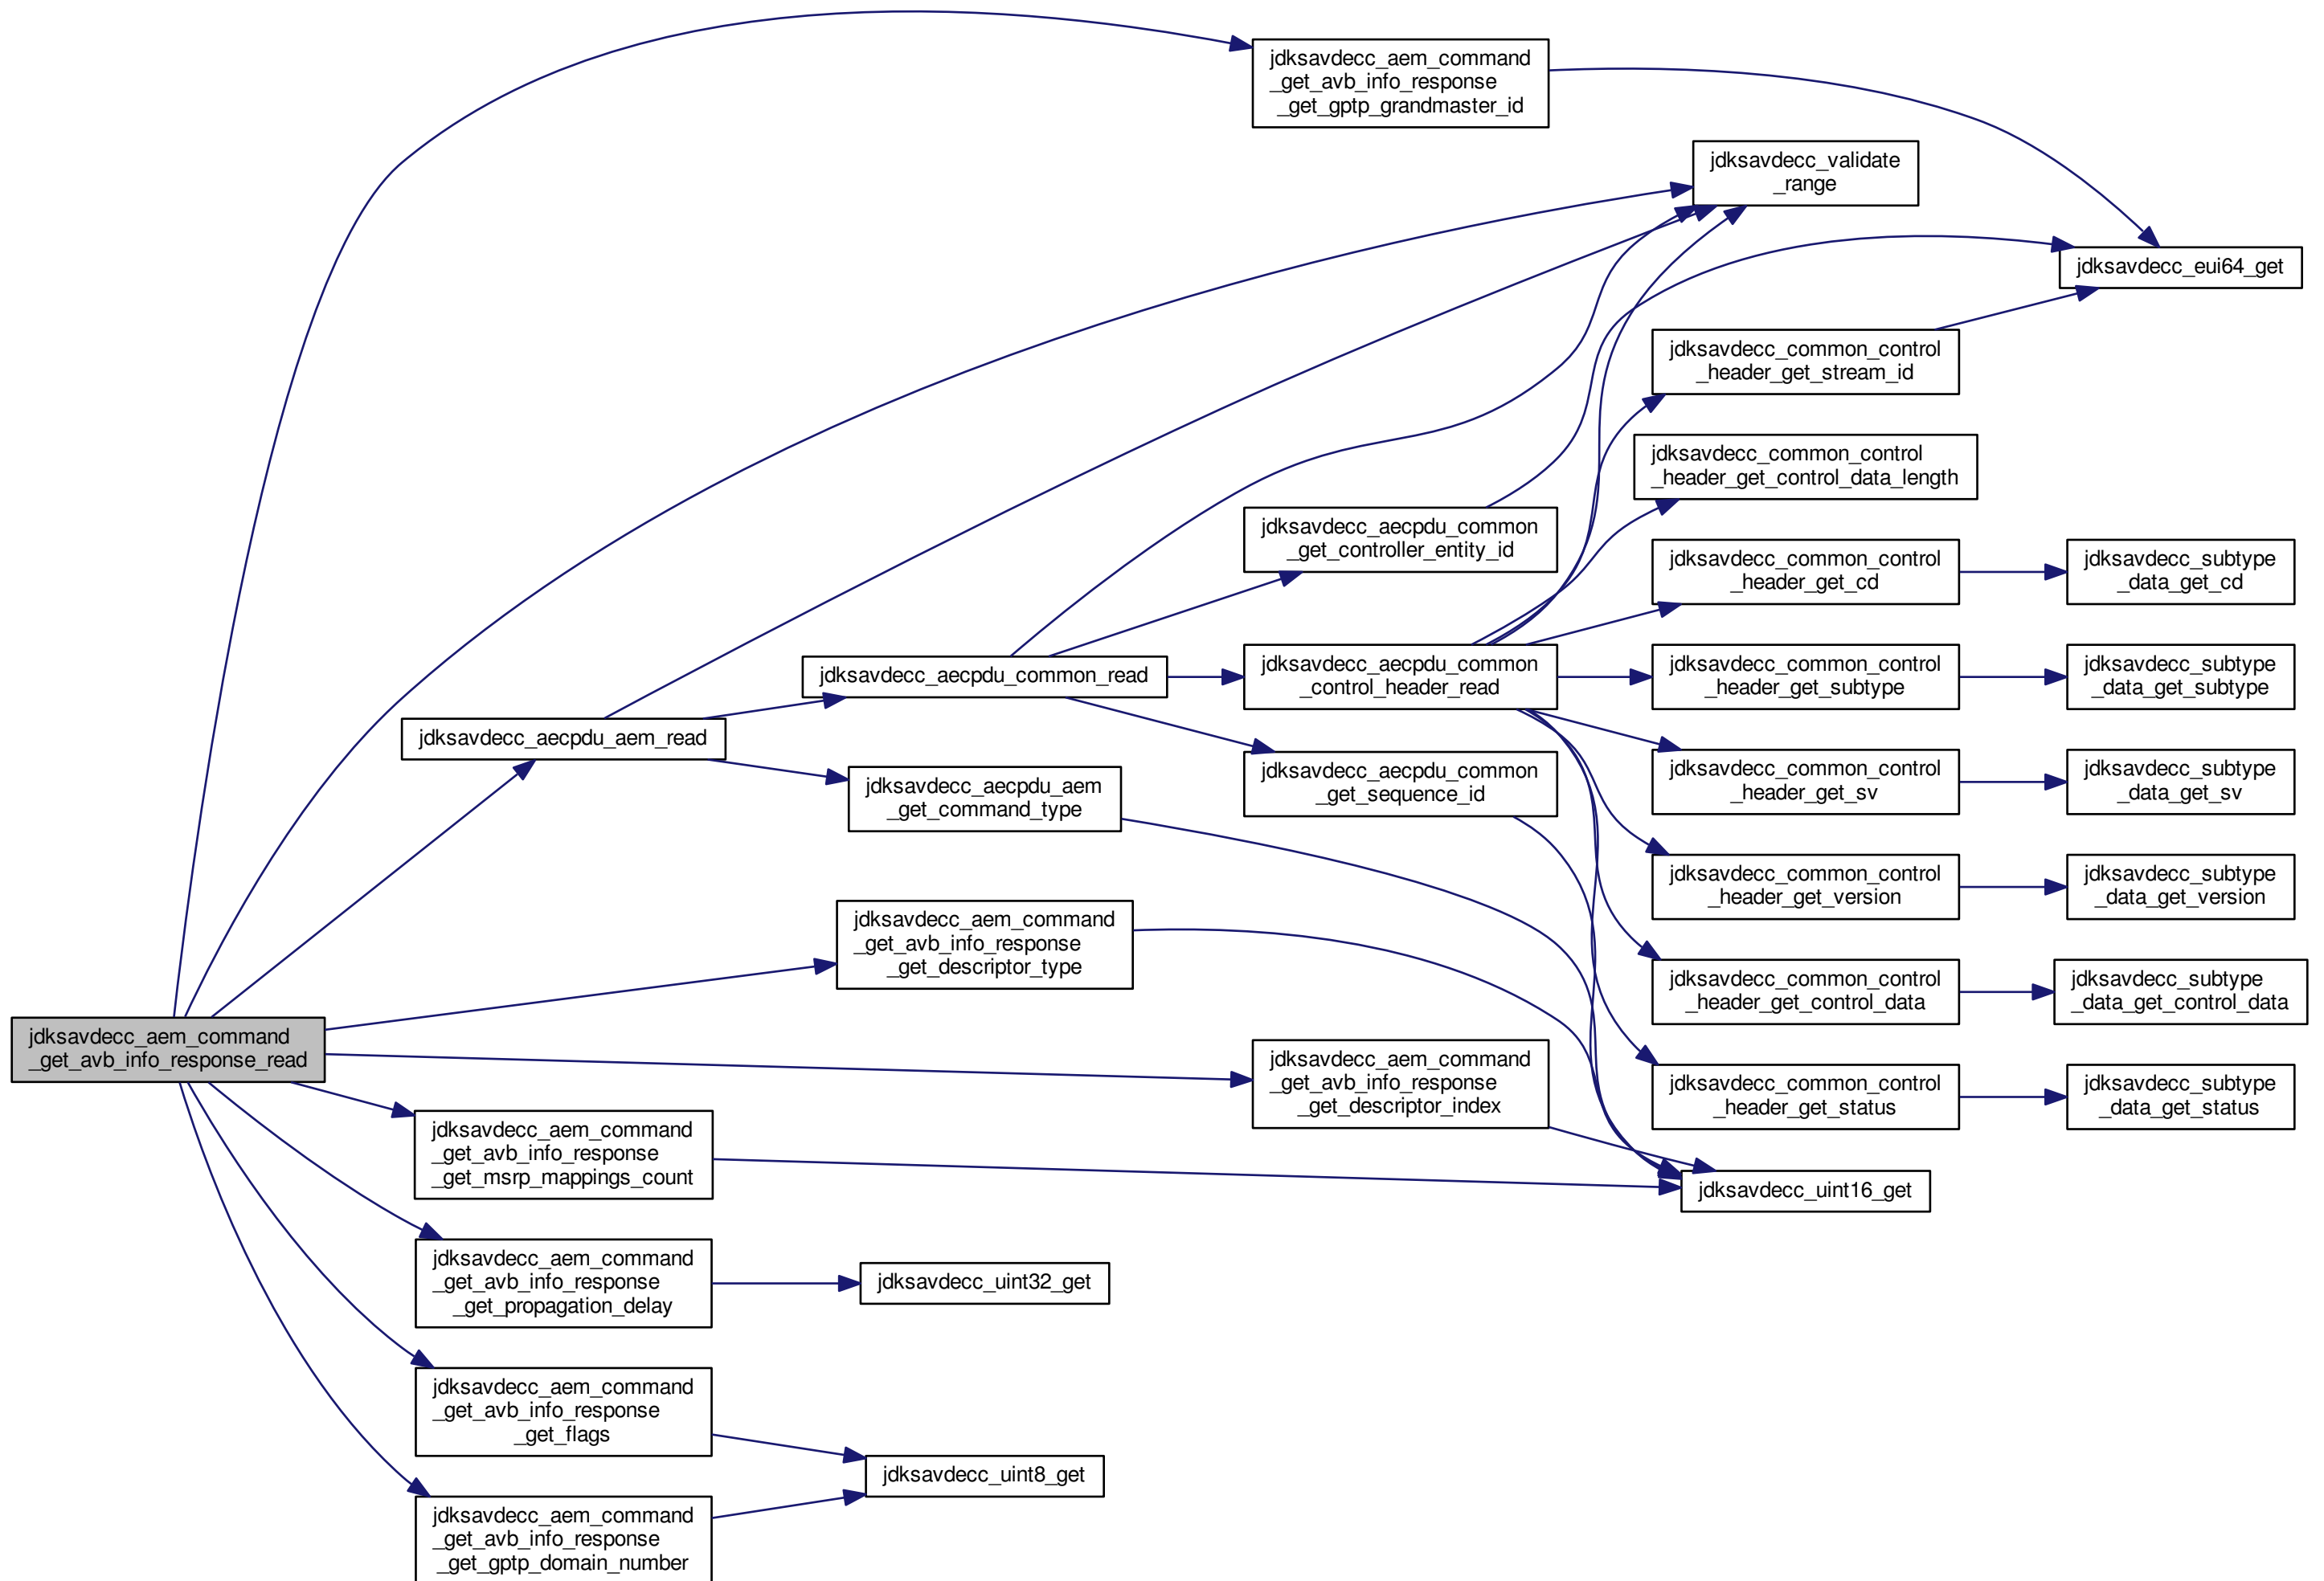 jdksavdecc_aem_command
_get_avb_info_response_read
jdksavdecc_aem_command
_get_avb_info_response
_get_gptp_grandmaster_id
jdksavdecc_validate
_range
jdksavdecc_eui64_get
jdksavdecc_common_control
_header_get_stream_id
jdksavdecc_common_control
_header_get_control_data_length
jdksavdecc_aecpdu_common
_get_controller_entity_id
jdksavdecc_common_control
_header_get_cd
jdksavdecc_subtype
_data_get_cd
jdksavdecc_aecpdu_common_read
jdksavdecc_aecpdu_common
_control_header_read
jdksavdecc_common_control
_header_get_subtype
jdksavdecc_subtype
_data_get_subtype
jdksavdecc_aecpdu_aem_read
jdksavdecc_aecpdu_common
_get_sequence_id
jdksavdecc_common_control
_header_get_sv
jdksavdecc_subtype
_data_get_sv
jdksavdecc_aecpdu_aem
_get_command_type
jdksavdecc_common_control
_header_get_version
jdksavdecc_subtype
_data_get_version
jdksavdecc_aem_command
_get_avb_info_response
_get_descriptor_type
jdksavdecc_common_control
_header_get_control_data
jdksavdecc_subtype
_data_get_control_data
jdksavdecc_aem_command
_get_avb_info_response
_get_descriptor_index
jdksavdecc_common_control
_header_get_status
jdksavdecc_subtype
_data_get_status
jdksavdecc_aem_command
_get_avb_info_response
_get_msrp_mappings_count
jdksavdecc_uint16_get
jdksavdecc_aem_command
_get_avb_info_response
_get_propagation_delay
jdksavdecc_uint32_get
jdksavdecc_aem_command
_get_avb_info_response
_get_flags
jdksavdecc_uint8_get
jdksavdecc_aem_command
_get_avb_info_response
_get_gptp_domain_number